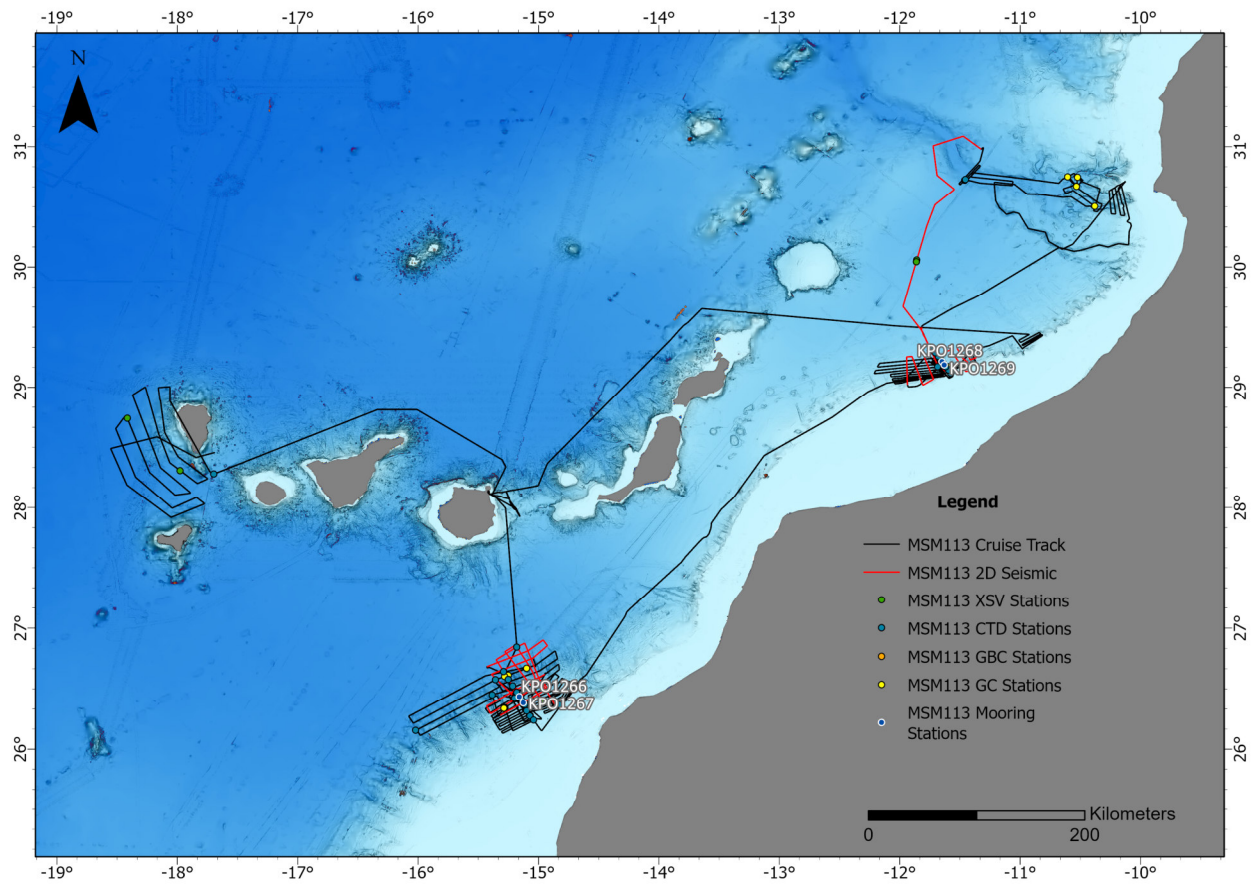 -19° -18° -17° -16° -15° -14° -13° -12° -11° -10°
N
31° 31°
30° 30°
KPO1268
KPO1269
29° 29°
28° 28°
Legend
MSM113 Cruise Track
MSM113 2D Seismic
MSM113 XSV Stations
27° 27°
MSM113 CTD Stations
MSM113 GBC Stations
KPO1266
MSM113 GC Stations
KPO1267
MSM113 Mooring
Stations
26° 26°
Kilometers
0 200
-19° -18° -17° -16° -15° -14° -13° -12° -11° -10°